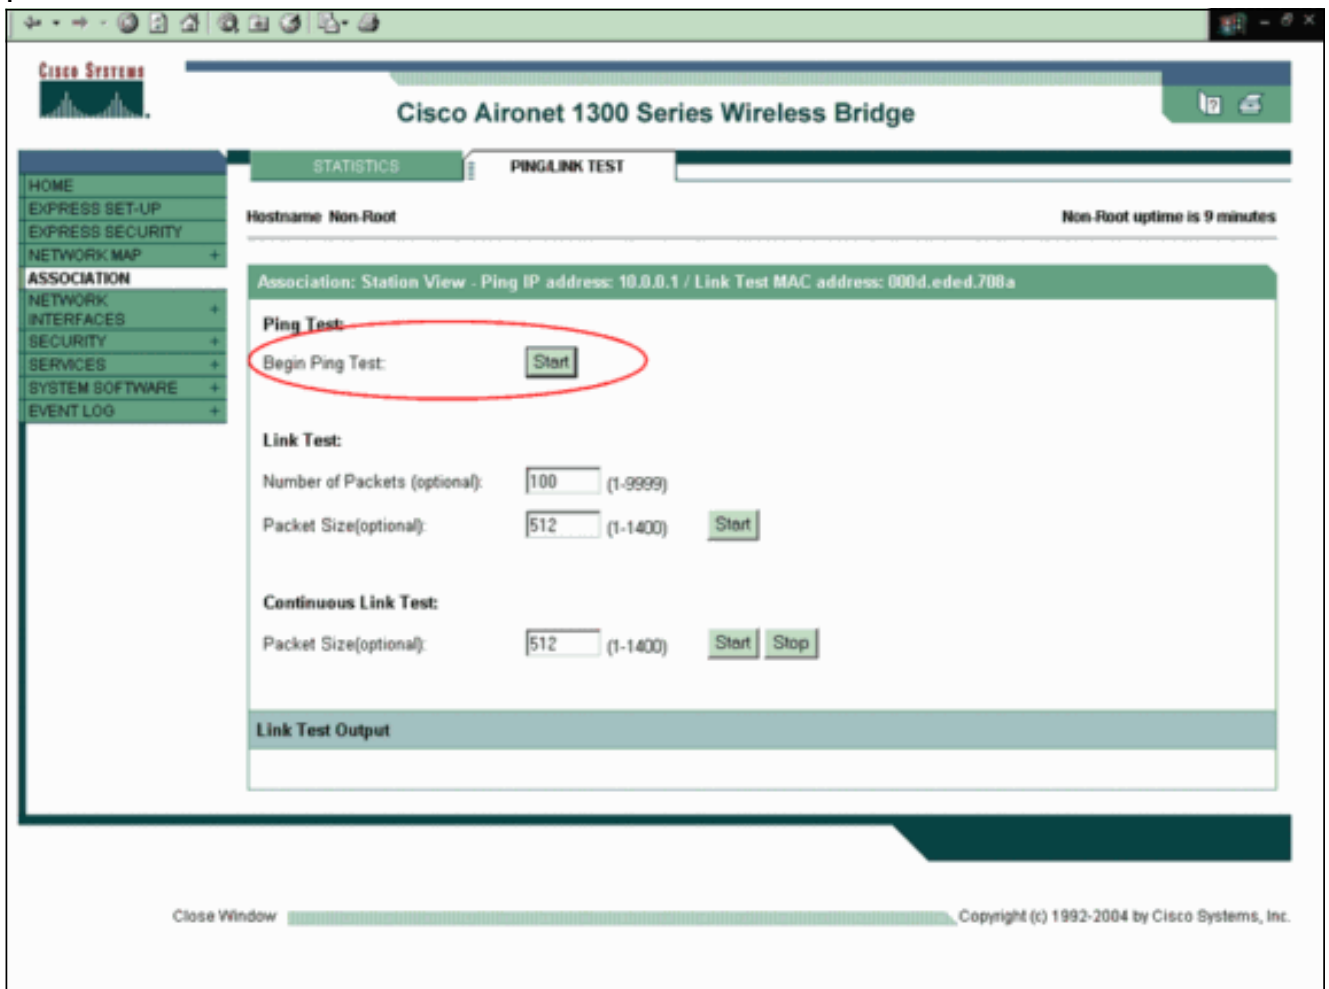 CISCO SYSTEMS
Cisco Aironet 1300 Series Wireless Bridge
STATISTICS
PING/LINK TEST
HOME
EXPRESS SET-UP
EXPRESS SECURITY
NETWORK MAP +
ASSOCIATION
NETWORK
INTERFACES +
SECURITY +
SERVICES +
SYSTEM SOFTWARE +
EVENT LOG +
Hostname Non-Root
Non-Root uptime is 9 minutes
Association: Station View - Ping IP address: 10.0.0.1 / Link Test MAC address: 000d.eded.708a
Ping Test:
Begin Ping Test: Start
Link Test:
Number of Packets (optional): 100 (1-9999)
Packet Size(optional): 512 (1-1400) Start
Continuous Link Test:
Packet Size(optional): 512 (1-1400) Start Stop
Link Test Output
Close Window
Copyright (c) 1992-2004 by Cisco Systems, Inc.